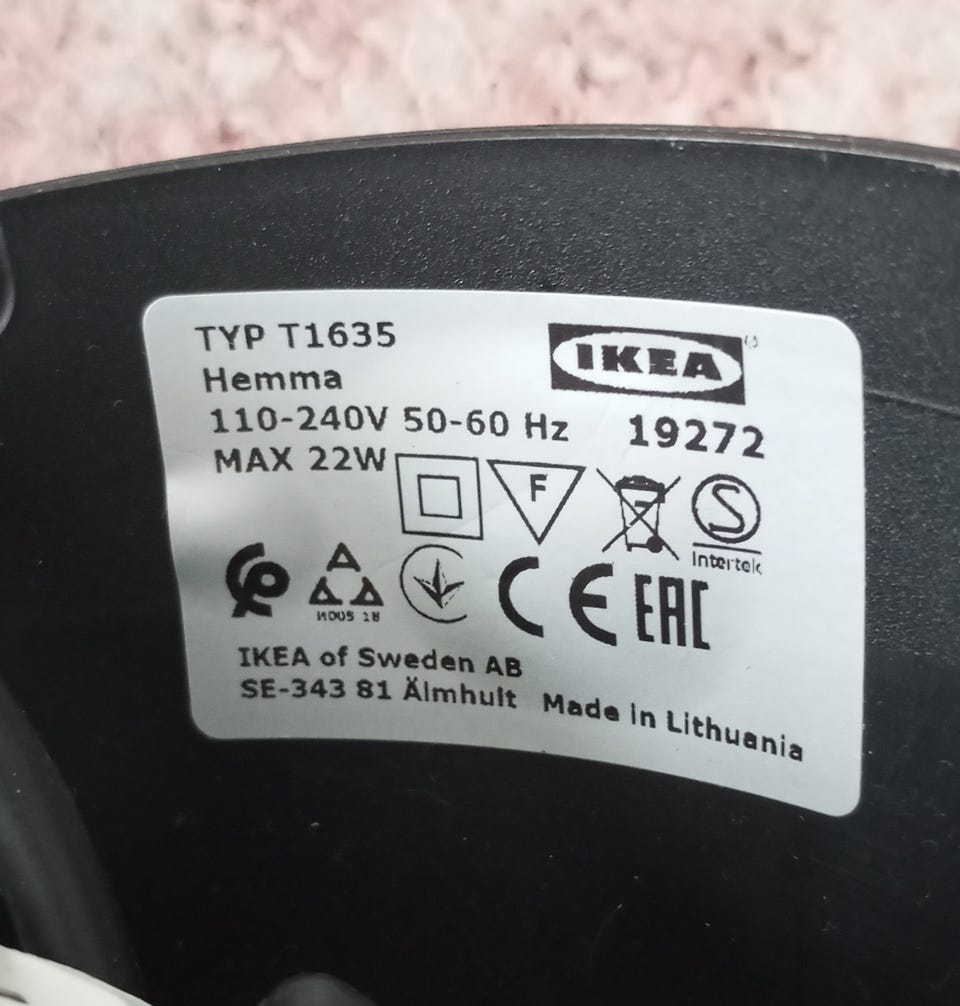 TYP T1635
IKEA
Hemma
110-240V 50-60 Hz
19272
MAX 22W
F
S
Intertek
CE EAC
IKEA of Sweden AB
SE-343 81 Älmhult
Made in Lithuania